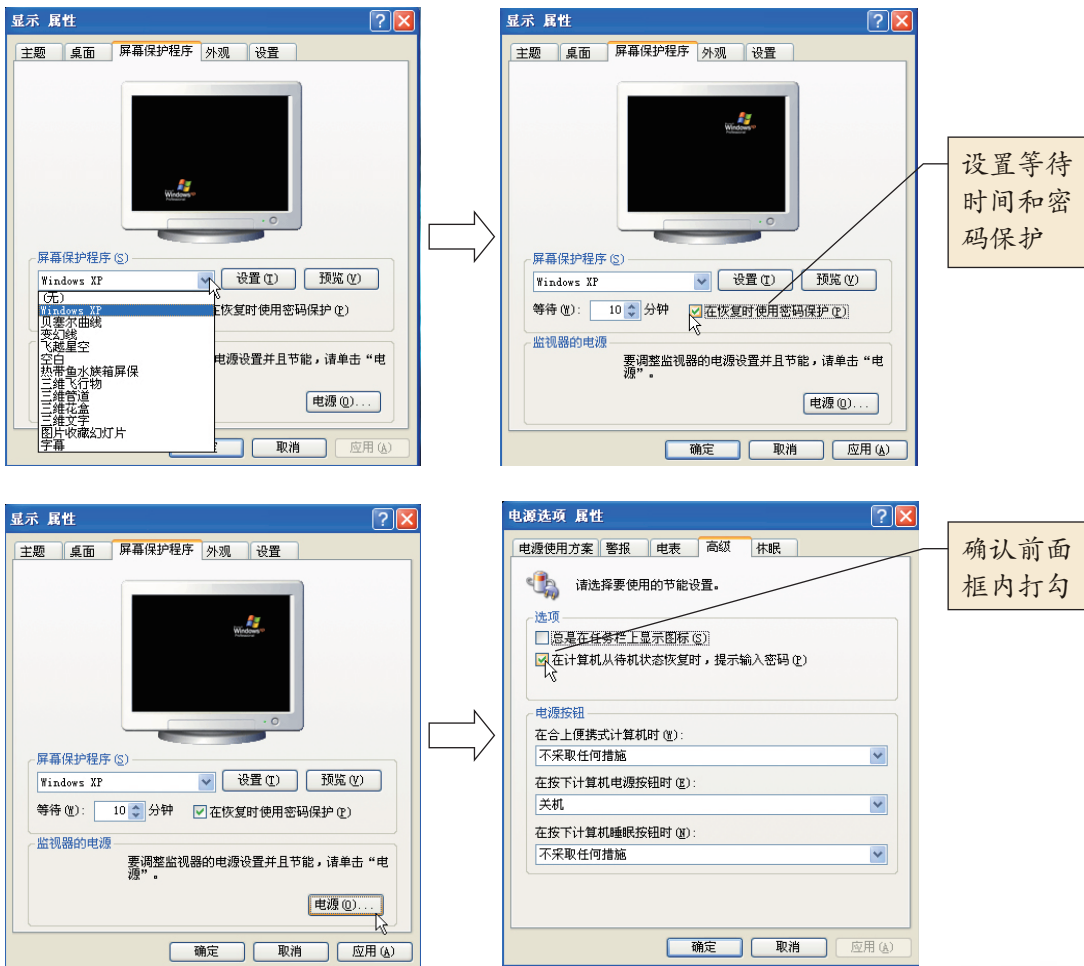 显示 属性
主题 桌面 屏幕保护程序 外观 设置
Windows
屏幕保护程序(S)
Windows XP 设置(T) 预览(V)
(无)
Windows XP
在恢复时使用密码保护(P)
贝塞尔曲线
变幻线
飞越星空
空白
电源设置并且节能，请单击“电
热带鱼水族箱屏保
三维飞行物
三维管道
三维花盒
电源(O)...
三维文字
图片收藏幻灯片
字幕
取消 应用(A)
显示 属性
主题 桌面 屏幕保护程序 外观 设置
Windows
屏幕保护程序(S)
Windows XP 设置(T) 预览(V)
等待(W): 10 分钟 在恢复时使用密码保护(P)
监视器的电源
要调整监视器的电源设置并且节能，请单击“电
源”。
电源(O)...
确定 取消 应用(A)
设置等待
时间和密
码保护
显示 属性
主题 桌面 屏幕保护程序 外观 设置
Windows
屏幕保护程序(S)
Windows XP 设置(T) 预览(V)
等待(W): 10 分钟 在恢复时使用密码保护(P)
监视器的电源
要调整监视器的电源设置并且节能，请单击“电
源”。
电源(O)...
确定 取消 应用(A)
电源选项 属性
电源使用方案 警报 电表 高级 休眠
请选择要使用的节能设置。
选项
总是在任务栏上显示图标(S)
在计算机从待机状态恢复时，提示输入密码(P)
电源按钮
在合上便携式计算机时(W):
不采取任何措施
在按下计算机电源按钮时(E):
关机
在按下计算机睡眠按钮时(N):
不采取任何措施
确定 取消 应用(A)
确认前面
框内打勾